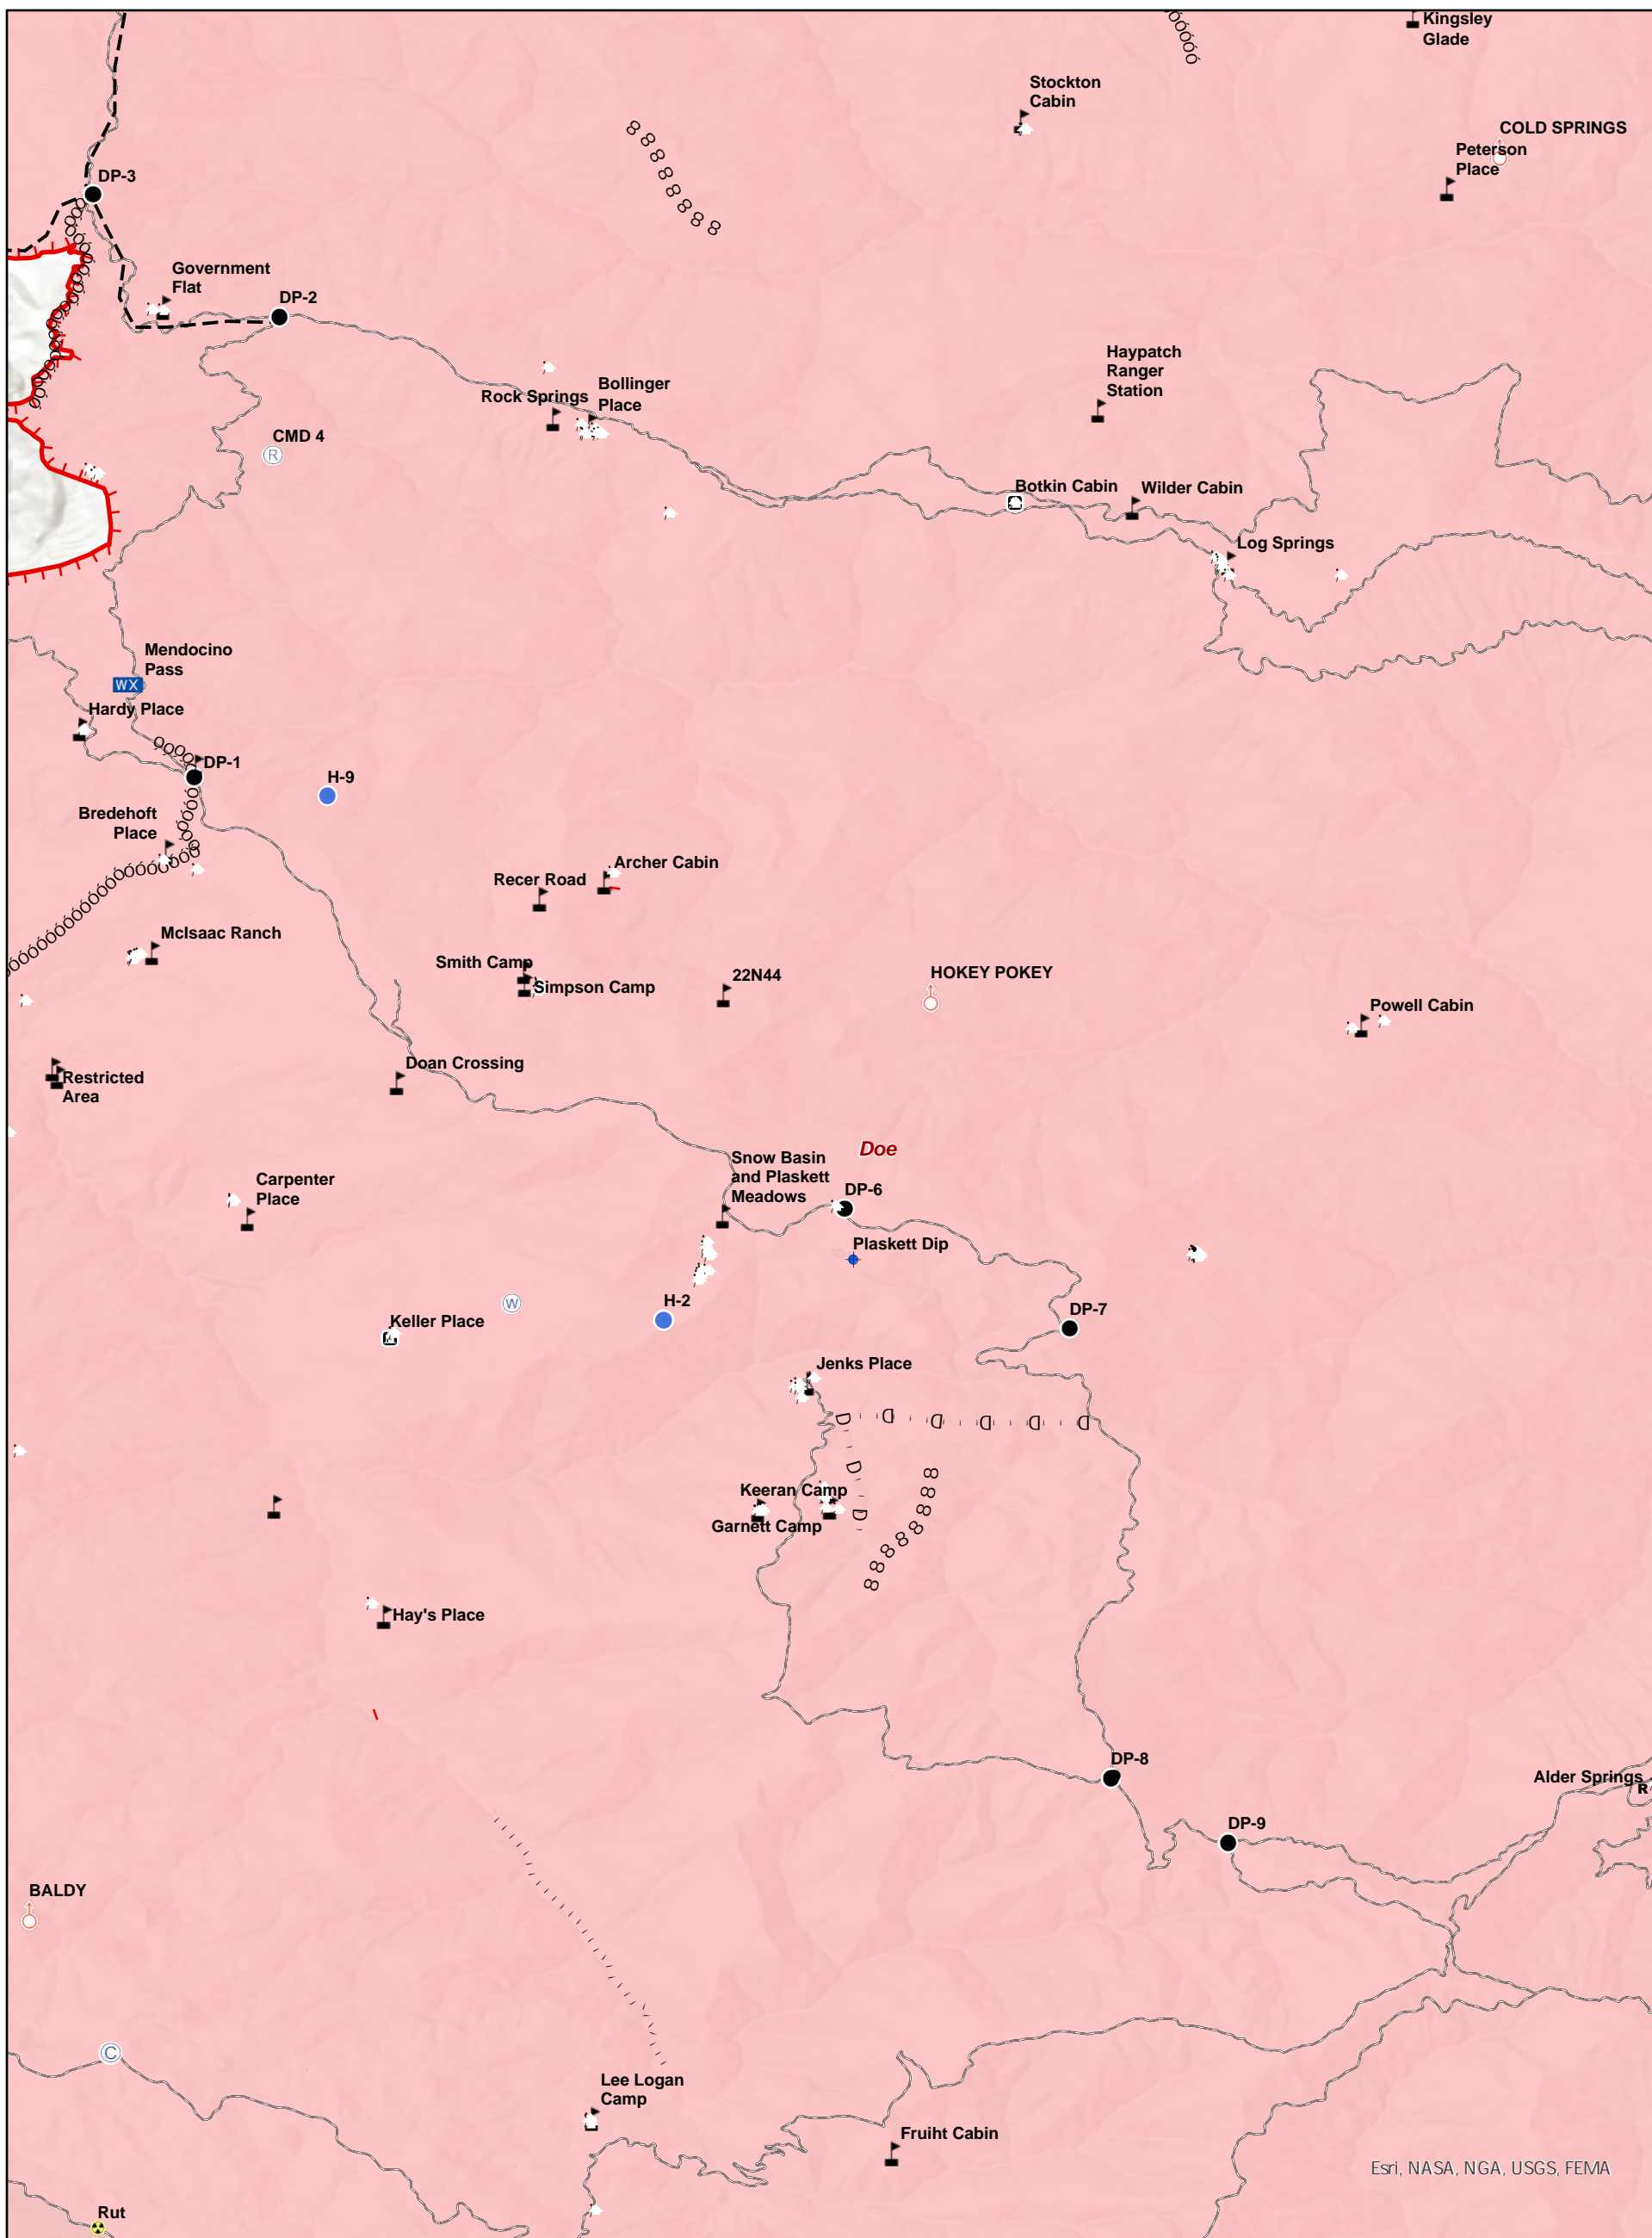 Kingsley
Glade
Stockton
Cabin
COLD SPRINGS
Peterson
Place
DP-3
Government
Flat
DP-2
Haypatch
Ranger
Station
Rock Springs
Bollinger
Place
CMD 4
R
Botkin Cabin
Wilder Cabin
Log Springs
Mendocino
Pass
WX
Hardy Place
DP-1
H-9
Bredehoft
Place
Archer Cabin
Recer Road
McIsaac Ranch
Smith Camp
Simpson Camp
22N44
HOKEY POKEY
Powell Cabin
Doan Crossing
Restricted
Area
Doe
Snow Basin
and Plaskett
Meadows
Carpenter
Place
DP-6
Plaskett Dip
W
H-2
DP-7
Keller Place
Jenks Place
Keeran Camp
Garnett Camp
Hay's Place
DP-8
Alder Springs
R
DP-9
BALDY
C
Lee Logan
Camp
Fruiht Cabin
Esri, NASA, NGA, USGS, FEMA
Rut